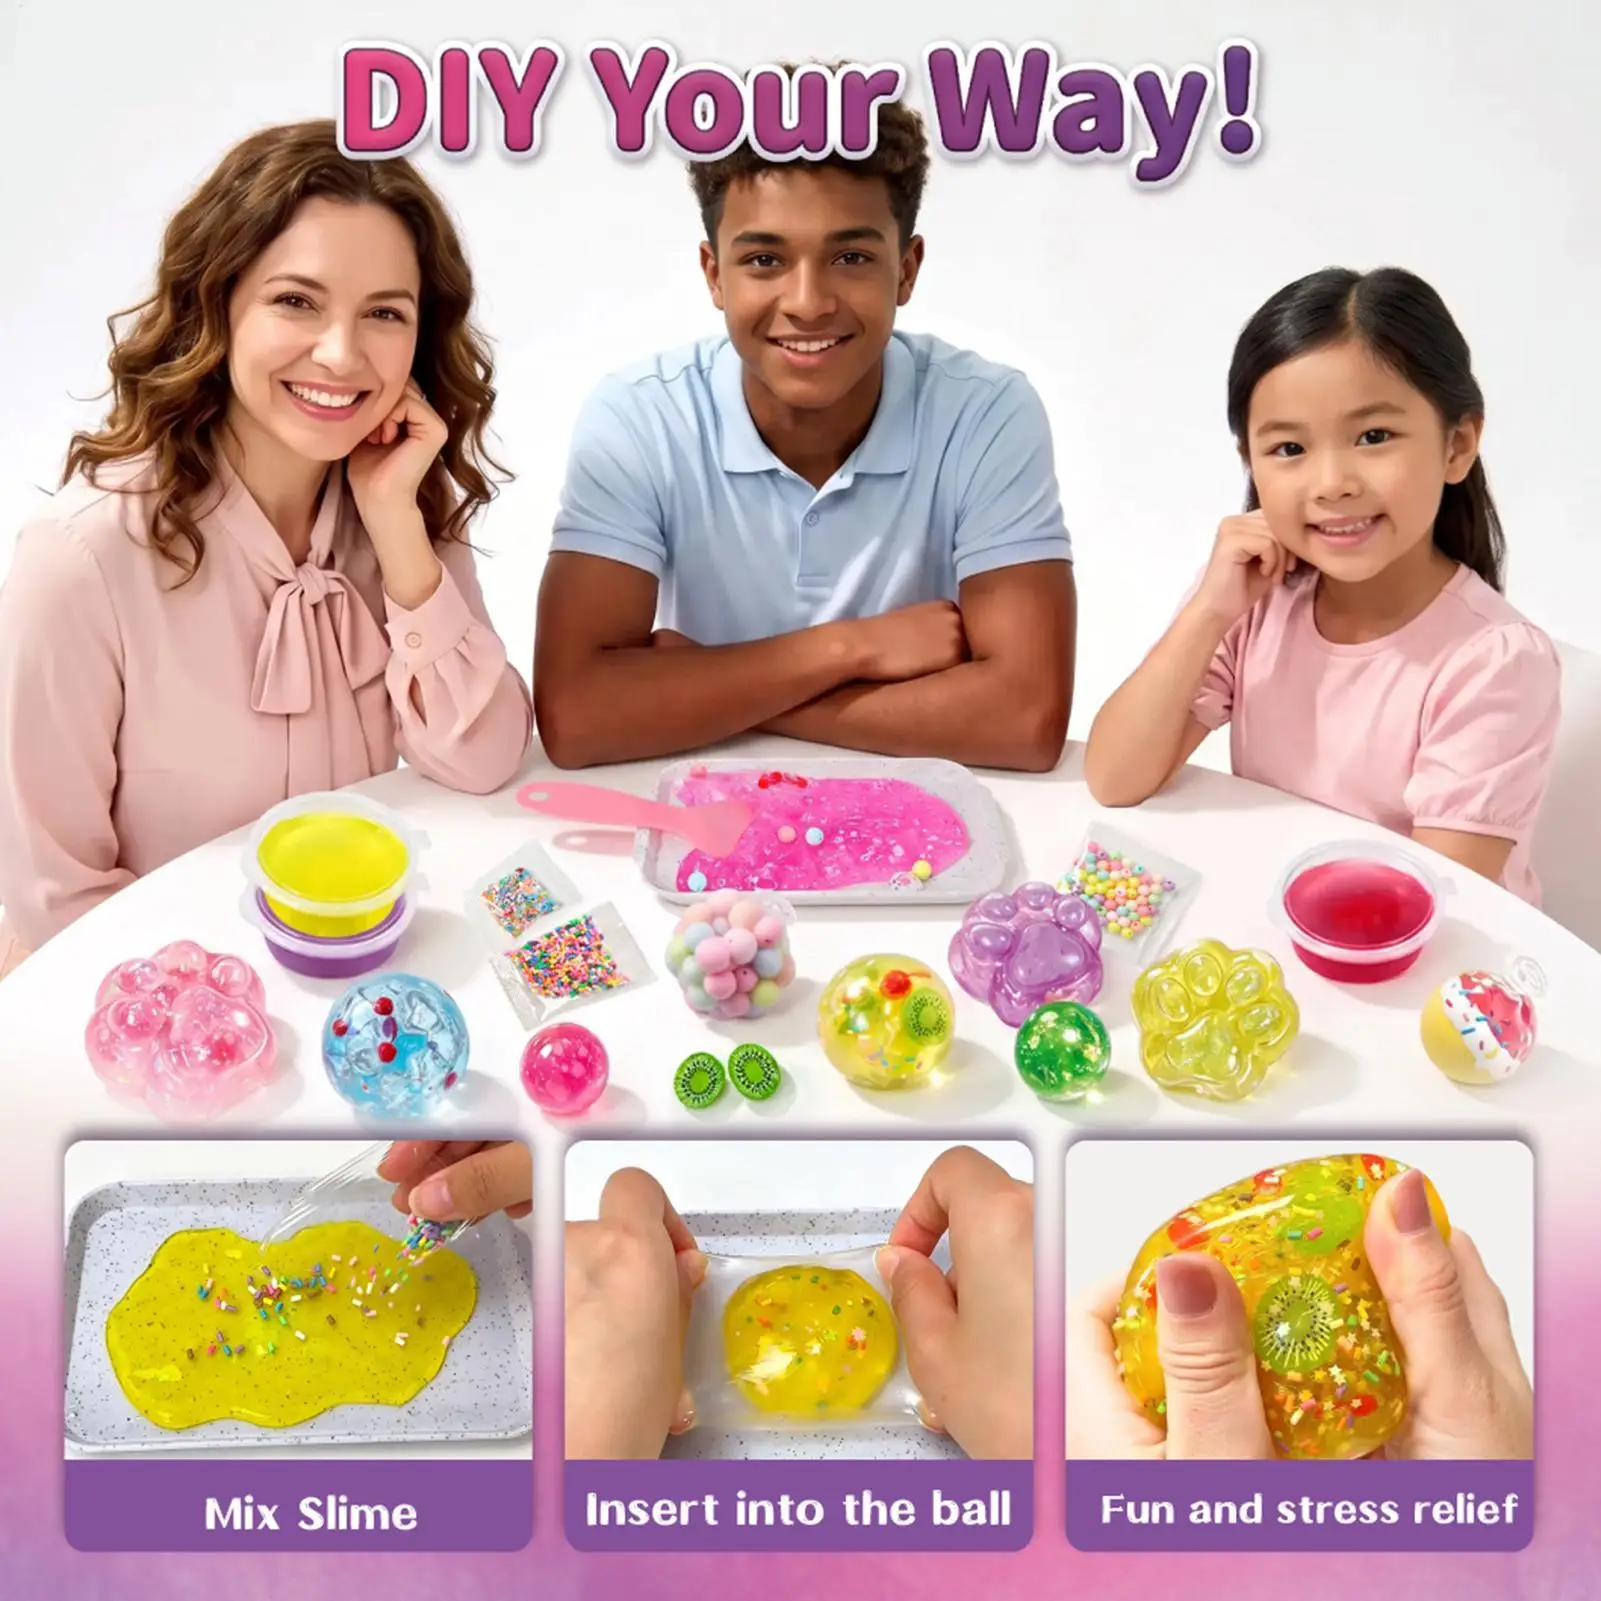 DIY Your Way!
Mix Slime
Insert into the ball
Fun and stress relief